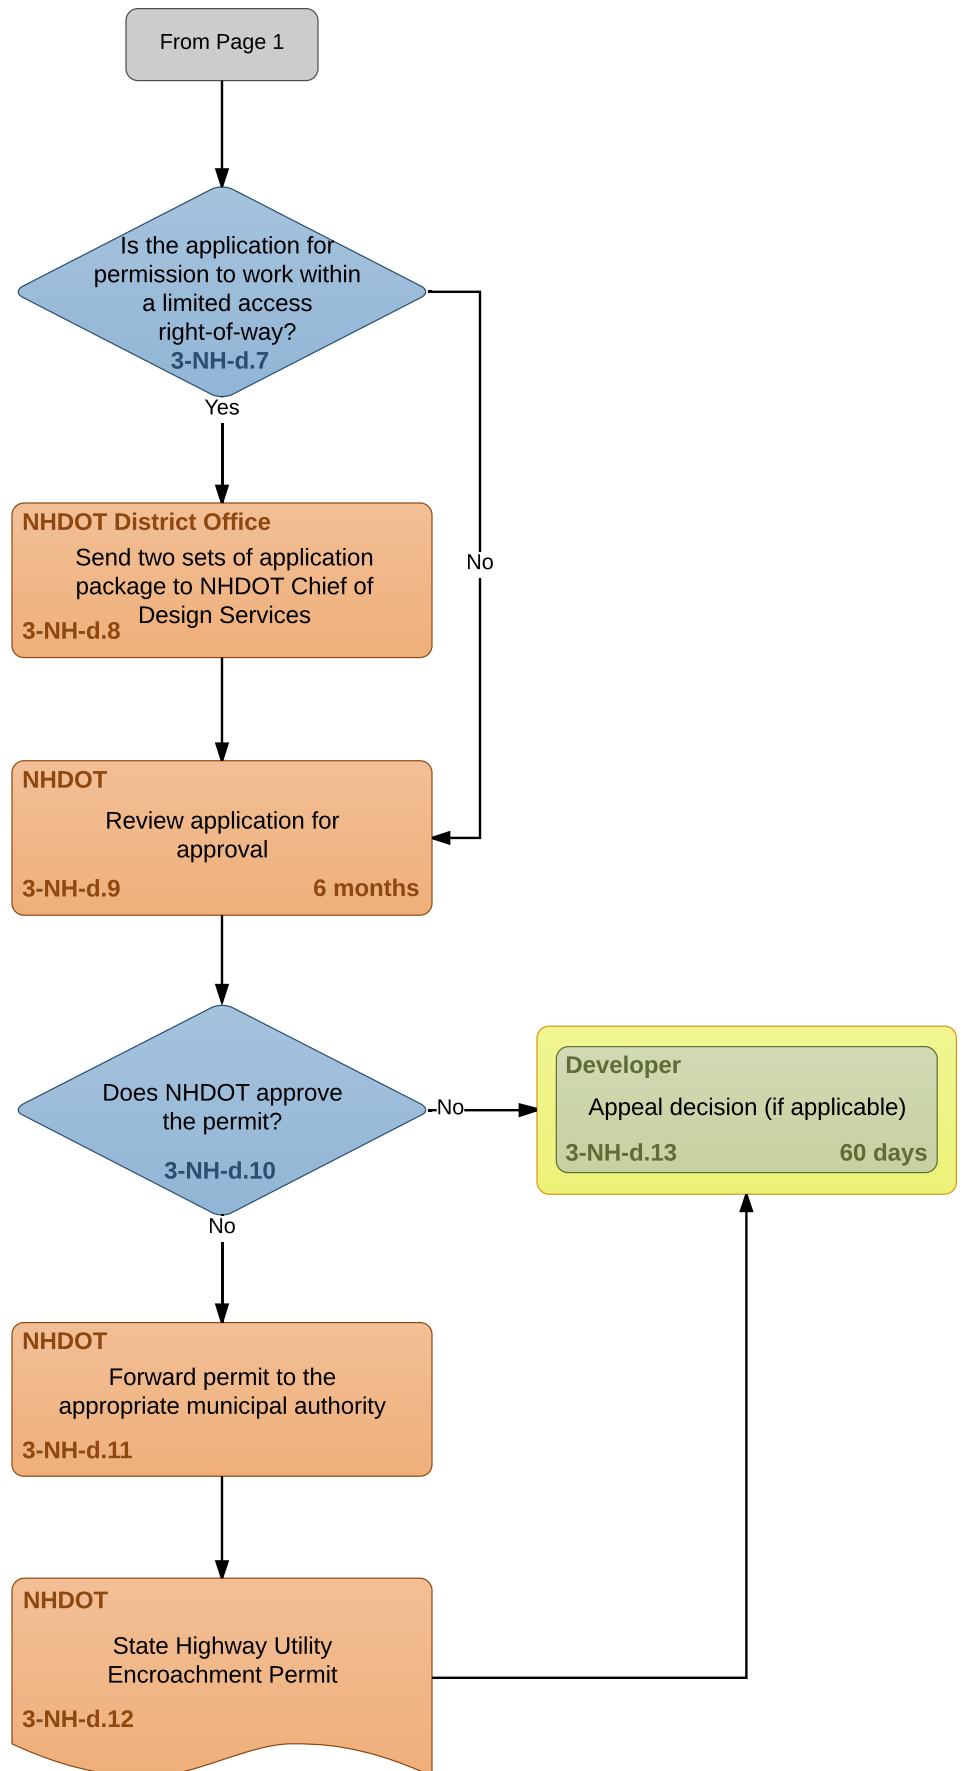 From Page 1
Is the application for
permission to work within
a limited access
right-of-way?
3-NH-d.7
Yes
No
NHDOT District Office
Send two sets of application
package to NHDOT Chief of
Design Services
3-NH-d.8
NHDOT
Review application for
approval
3-NH-d.9
6 months
Does NHDOT approve
the permit?
3-NH-d.10
No
Developer
Appeal decision (if applicable)
3-NH-d.13
60 days
No
NHDOT
Forward permit to the
appropriate municipal authority
3-NH-d.11
NHDOT
State Highway Utility
Encroachment Permit
3-NH-d.12